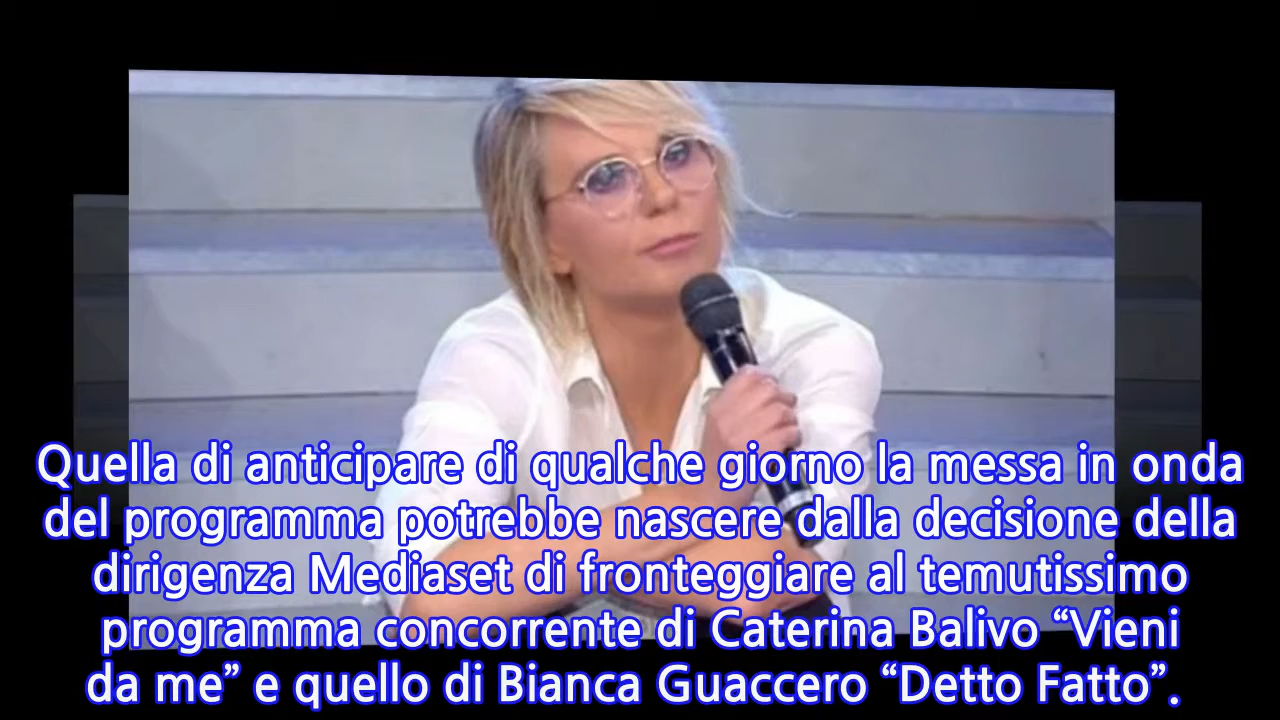 Quella di anticipare di qualche giorno la messa in onda
del programma potrebbe nascere dalla decisione della
dirigenza Mediaset di fronteggiare al temutissimo
programma concorrente di Caterina Balivo “Vieni
da me” e quello di Bianca Guaccero “Detto Fatto”.